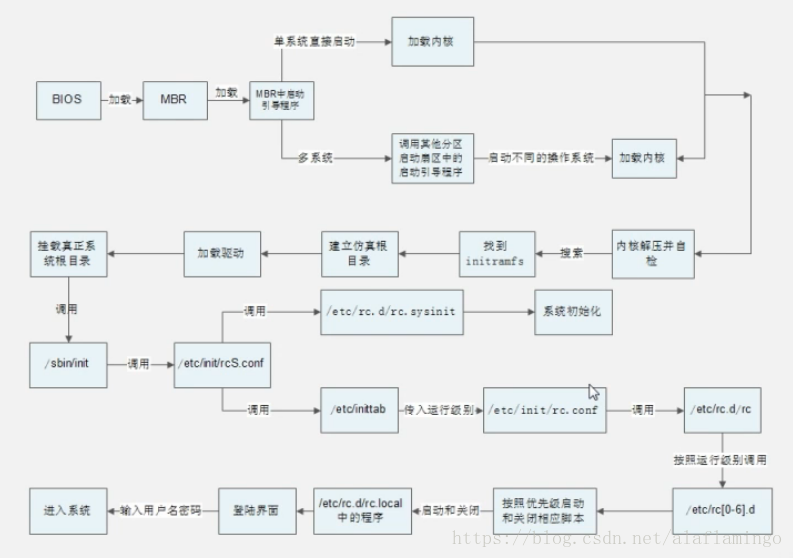 单系统直接启动
加载内核
BIOS
加载
MBR
加载
MBR中启动
引导程序
多系统
调用其他分区
启动扇区中的
启动引导程序
启动不同的操作系统
加载内核
挂载真正系
统根目录
加载驱动
建立仿真根
目录
找到
initramfs
搜索
内核解压并自
检
调用
调用
/etc/rc.d/rc.sysinit
系统初始化
/sbin/init
调用
/etc/init/rcS.conf
调用
/etc/inittab
传入运行级别
/etc/init/rc.conf
调用
/etc/rc.d/rc
按照运行级别调用
进入系统
输入用户名密码
登陆界面
/etc/rc.d/rc.local
中的程序
启动和关闭
按照优先级启动
和关闭相应脚本
/etc/rc[0-6].d
https://blog.csdn.net/alaflamingo